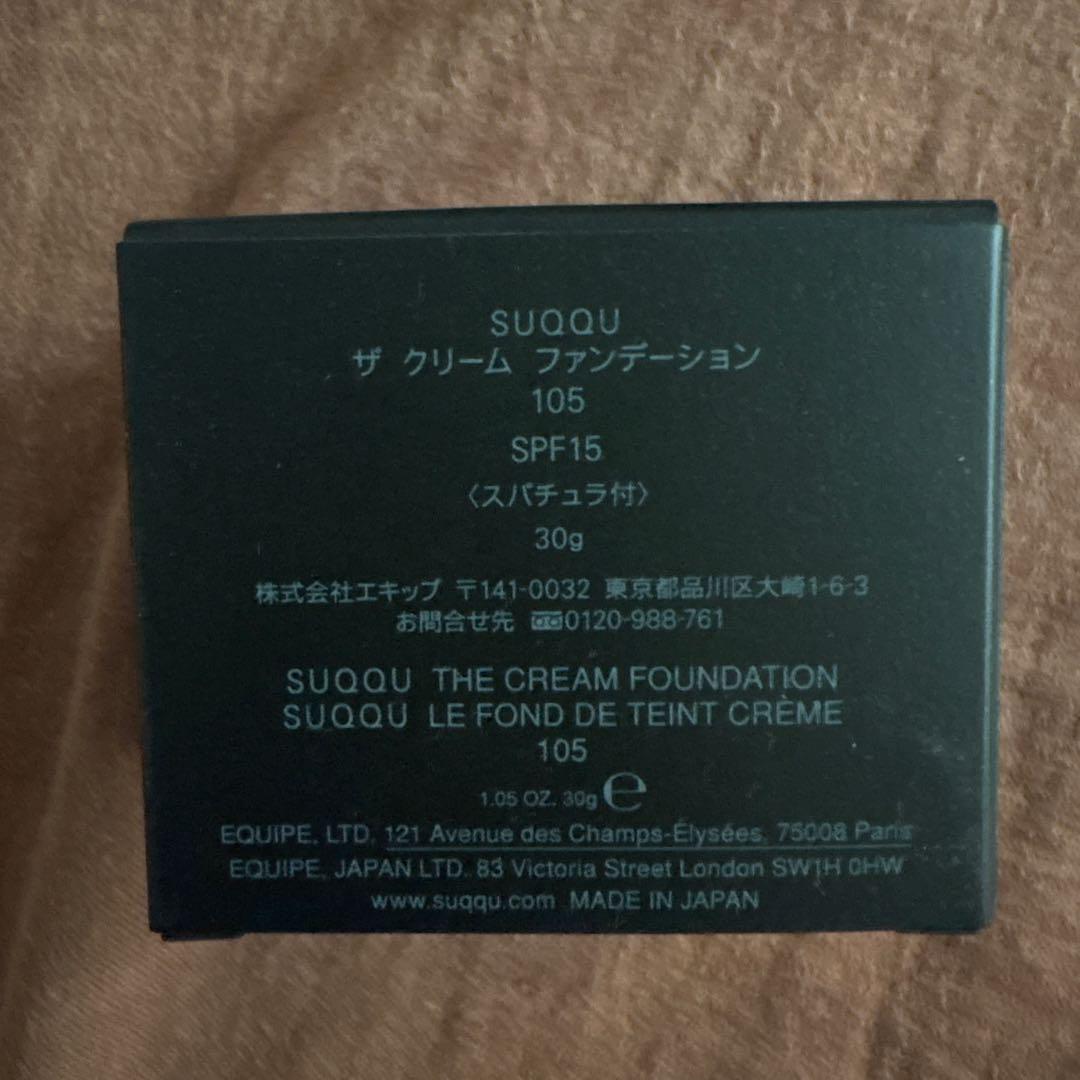 SUQQU
ザ クリーム ファンデーション
105
SPF15
〈スパチュラ付〉
30g
株式会社エキップ 〒141-0032 東京都品川区大崎1-6-3
お問合せ先 0120-988-761
SUQQU THE CREAM FOUNDATION
SUQQU LE FOND DE TEINT CRÈME
105
1.05 OZ. 30g ℮
EQUIPE, LTD. 121 Avenue des Champs-Élysées, 75008 Paris
EQUIPE, JAPAN LTD. 83 Victoria Street London SW1H 0HW
www.suqqu.com MADE IN JAPAN